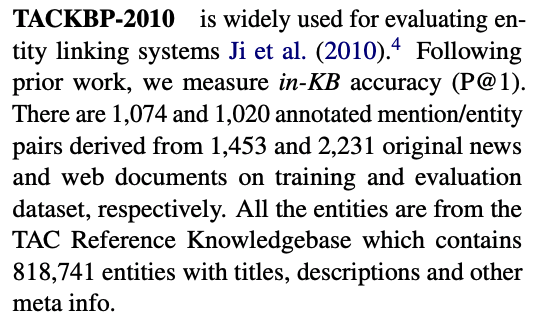 TACKBP-2010 is widely used for evaluating en-
tity linking systems Ji et al. (2010).4 Following
prior work, we measure in-KB accuracy (P@1).
There are 1,074 and 1,020 annotated mention/entity
pairs derived from 1,453 and 2,231 original news
and web documents on training and evaluation
dataset, respectively. All the entities are from the
TAC Reference Knowledgebase which contains
818,741 entities with titles, descriptions and other
meta info.